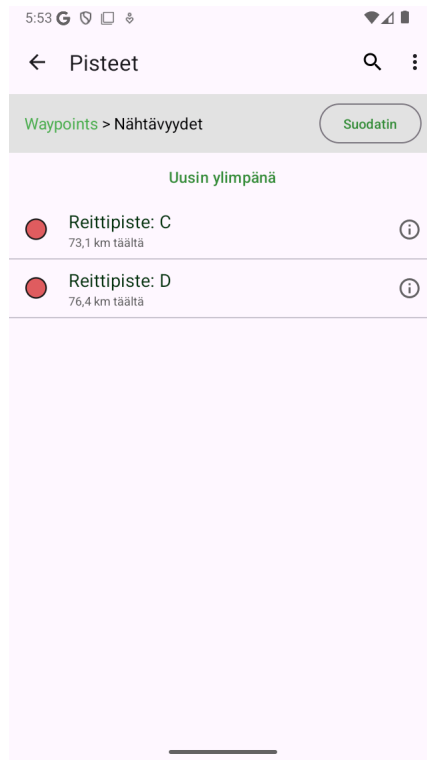 5:53
Pisteet
Waypoints > Nähtävyydet
Suodatin
Uusin ylimpänä
Reittipiste: C
73,1 km täältä
Reittipiste: D
76,4 km täältä